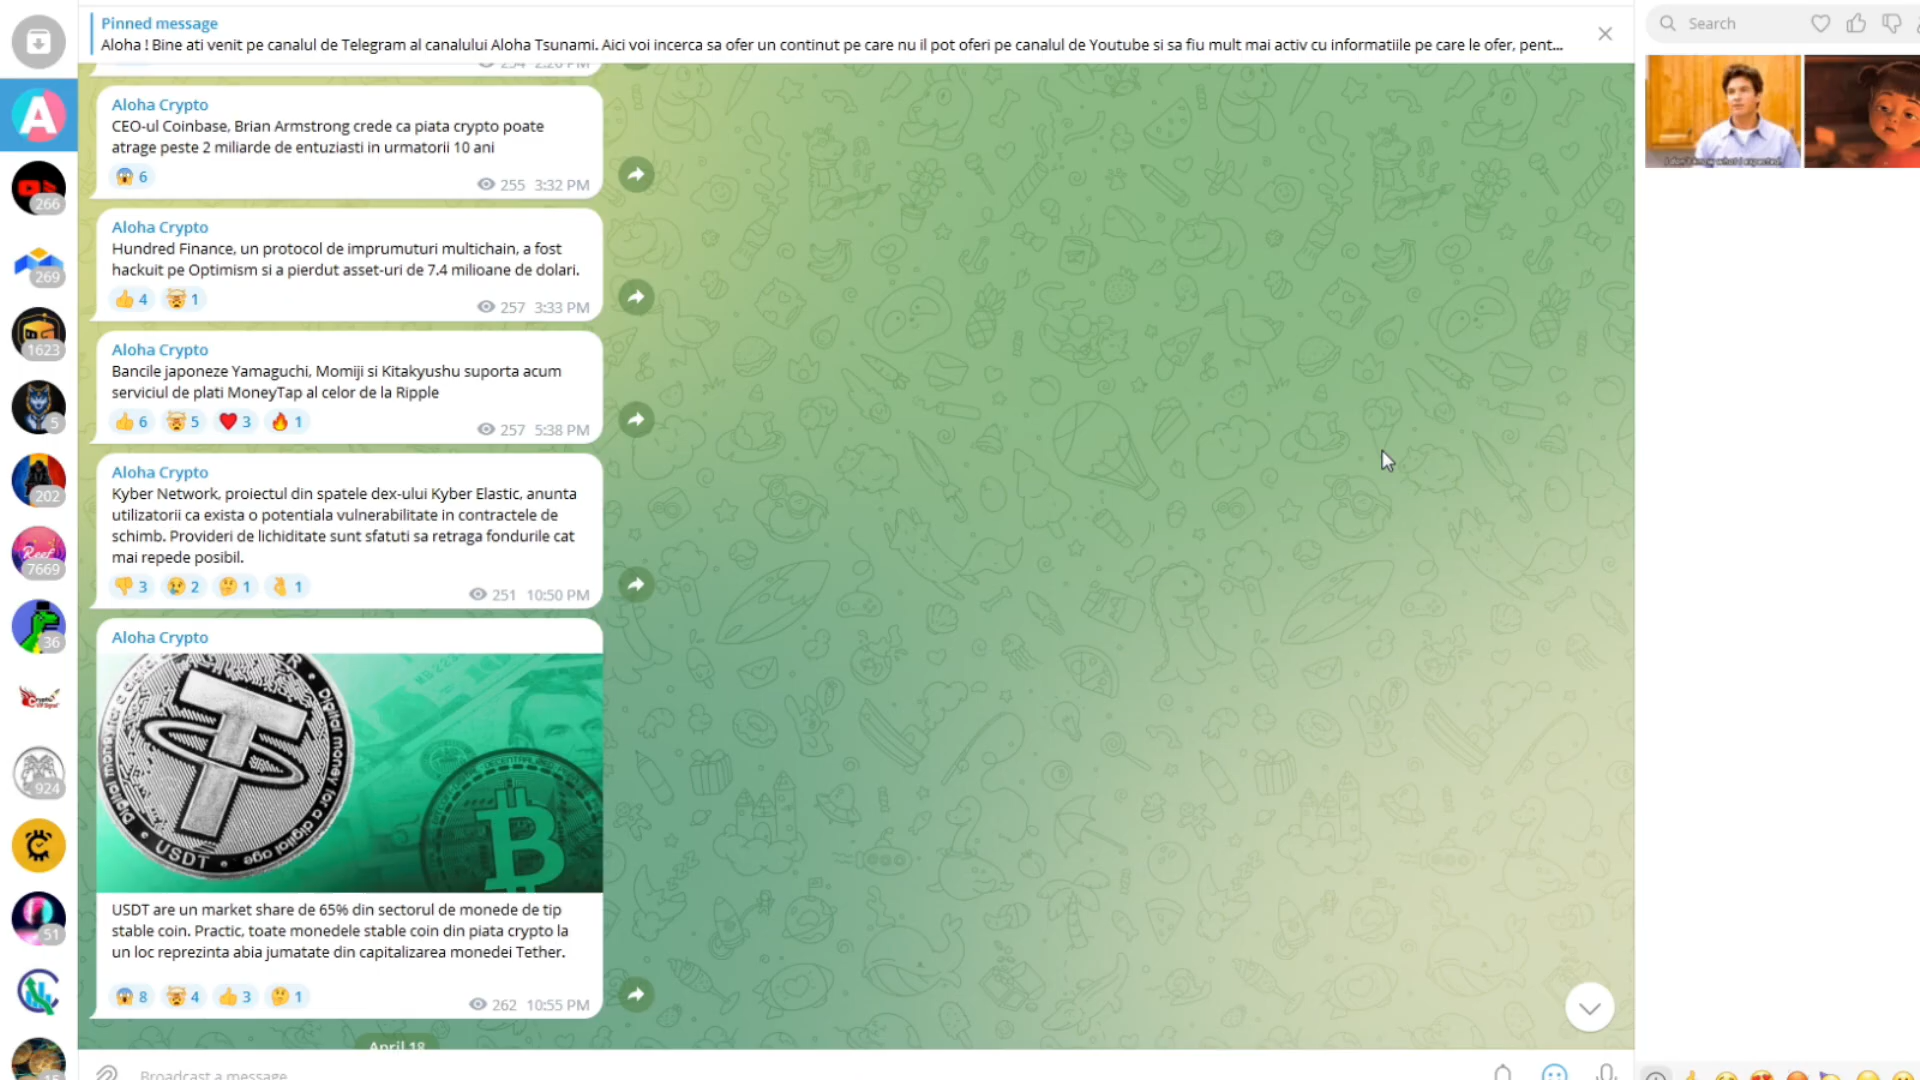 Pinned message
Aloha ! Bine ati venit pe canalul de Telegram al canalului Aloha Tsunami. Aici voi incerca sa ofer un continut pe care nu il pot oferi pe canalul de Youtube si sa fiu mult mai activ cu informatiile pe care le ofer, pent...
Search
Aloha Crypto
CEO-ul Coinbase, Brian Armstrong crede ca piata crypto poate
atrage peste 2 miliarde de entuziasti in urmatorii 10 ani
6
255 3:32 PM
Aloha Crypto
Hundred Finance, un protocol de imprumuturi multichain, a fost
hackuit pe Optimism si a pierdut asset-uri de 7.4 milioane de dolari.
4 1
257 3:33 PM
Aloha Crypto
Bancile japoneze Yamaguchi, Momiji si Kitakyushu suporta acum
serviciul de plati MoneyTap al celor de la Ripple
6 5 3 1
257 5:38 PM
Aloha Crypto
Kyber Network, proiectul din spatele dex-ului Kyber Elastic, anunta
utilizatorii ca exista o potentiala vulnerabilitate in contractele de
schimb. Provideri de lichiditate sunt sfatuti sa retraga fondurile cat
mai repede posibil.
3 2 1 1
251 10:50 PM
Aloha Crypto
USDT
Digital money for a digital age
USDT are un market share de 65% din sectorul de monede de tip
stable coin. Practic, toate monedele stable coin din piata crypto la
un loc reprezinta abia jumatate din capitalizarea monedei Tether.
8 4 3 1
262 10:55 PM
April 18
Broadcast a message
266
269
1623
5
202
Reef
7669
36
924
51
15
I don't know what I expected